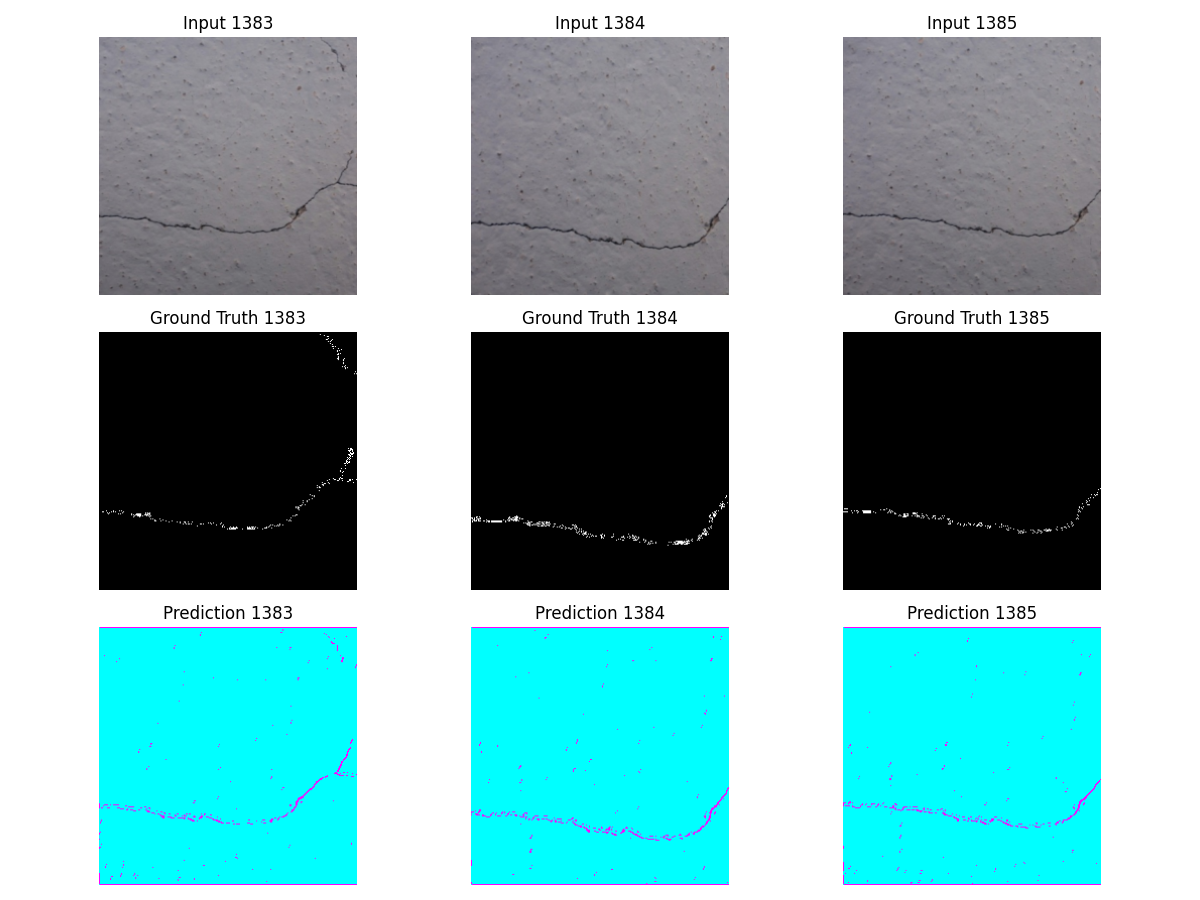 Input 1383
Input 1384
Input 1385
Ground Truth 1383
Ground Truth 1384
Ground Truth 1385
Prediction 1383
Prediction 1384
Prediction 1385